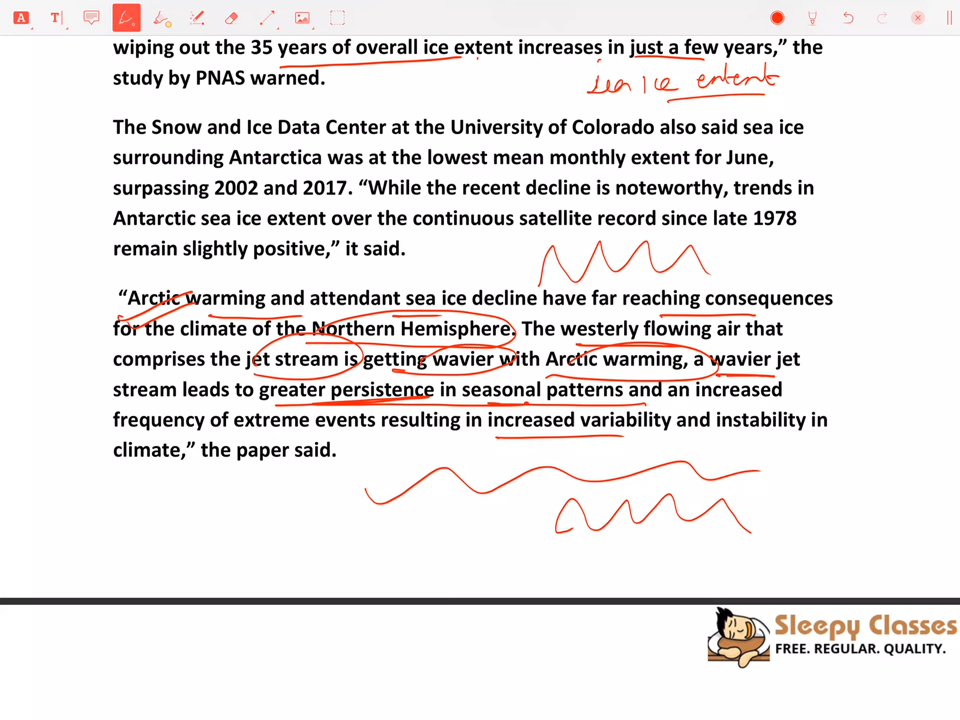 A T
wiping out the 35 years of overall ice extent increases in just a few years,” the
study by PNAS warned.
sea ice extent
The Snow and Ice Data Center at the University of Colorado also said sea ice
surrounding Antarctica was at the lowest mean monthly extent for June,
surpassing 2002 and 2017. “While the recent decline is noteworthy, trends in
Antarctic sea ice extent over the continuous satellite record since late 1978
remain slightly positive,” it said.
“Arctic warming and attendant sea ice decline have far reaching consequences
for the climate of the Northern Hemisphere. The westerly flowing air that
comprises the jet stream is getting wavier with Arctic warming, a wavier jet
stream leads to greater persistence in seasonal patterns and an increased
frequency of extreme events resulting in increased variability and instability in
climate,” the paper said.
Sleepy Classes
FREE. REGULAR. QUALITY.